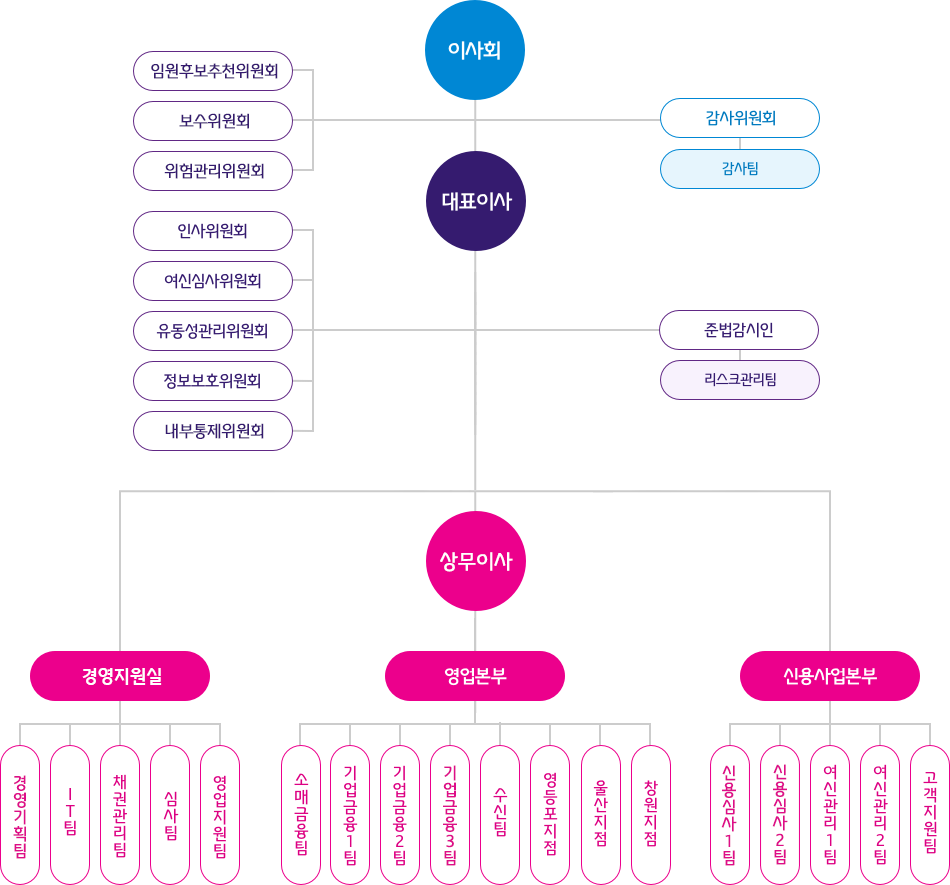 이사회
임원후보추천위원회
보수위원회
위험관리위원회
감사위원회
감사팀
대표이사
인사위원회
여신심사위원회
유동성관리위원회
정보보호위원회
내부통제위원회
준법감시인
리스크관리팀
상무이사
경영지원실
영업본부
신용사업본부
경영기획팀
IT팀
채권관리팀
심사팀
영업지원팀
소매금융팀
기업금융1팀
기업금융2팀
기업금융3팀
수신팀
영등포지점
울산지점
창원지점
신용심사1팀
신용심사2팀
여신관리1팀
여신관리2팀
고객지원팀